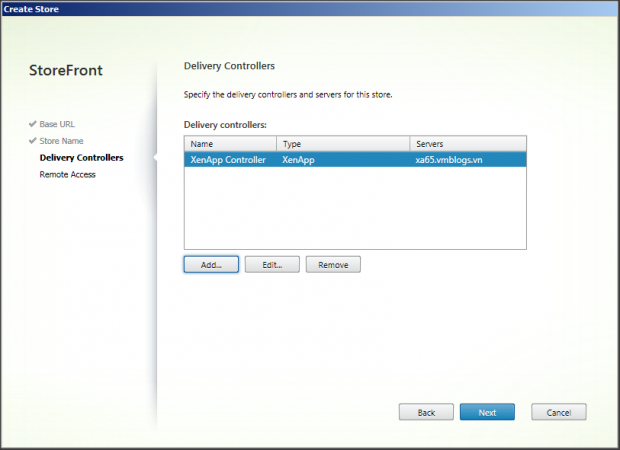 Create Store
StoreFront
Base URL
Store Name
Delivery Controllers
Remote Access
Delivery Controllers
Specify the delivery controllers and servers for this store.
Delivery controllers:
Name Type Servers
XenApp Controller XenApp xa65.vmblogs.vn
Add... Edit... Remove
Back Next Cancel